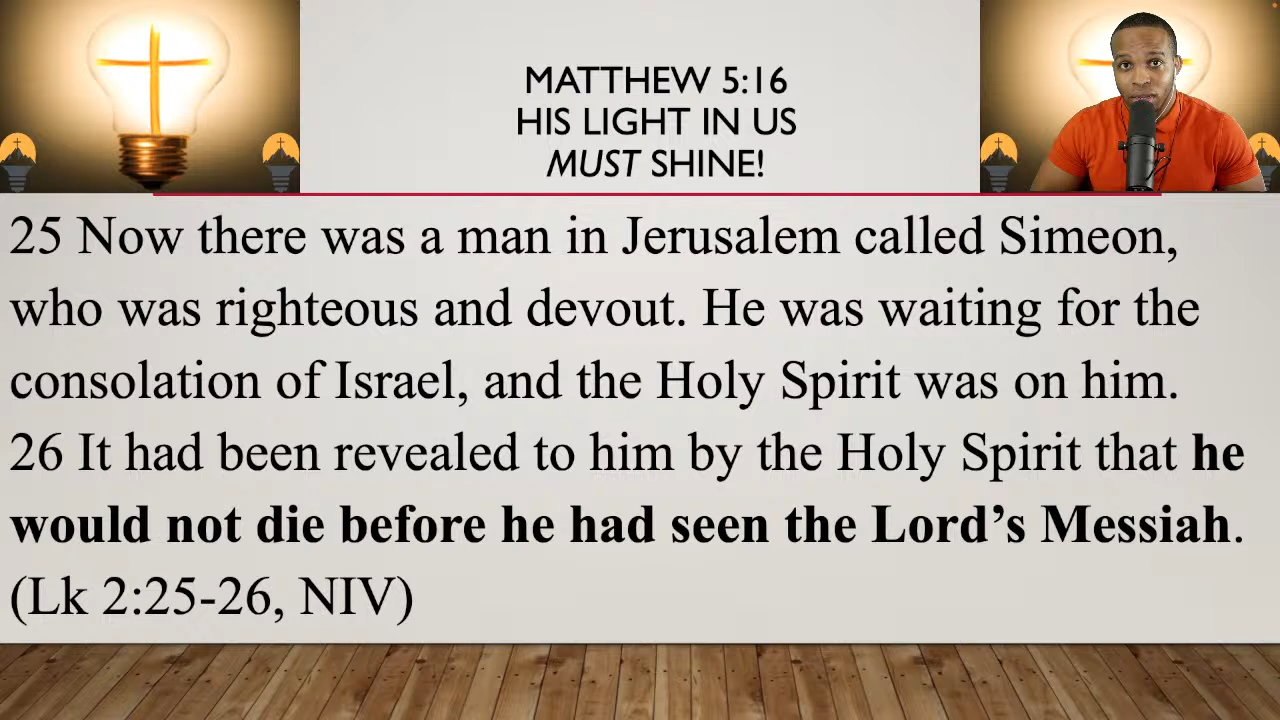 MATTHEW 5:16
HIS LIGHT IN US
MUST SHINE!
25 Now there was a man in Jerusalem called Simeon,
who was righteous and devout. He was waiting for the
consolation of Israel, and the Holy Spirit was on him.
26 It had been revealed to him by the Holy Spirit that he
would not die before he had seen the Lord’s Messiah.
(Lk 2:25-26, NIV)